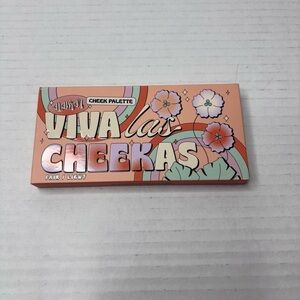 CHEEK PALETTE
VIVA las
CHEEKAS
FAIR / LIGHT